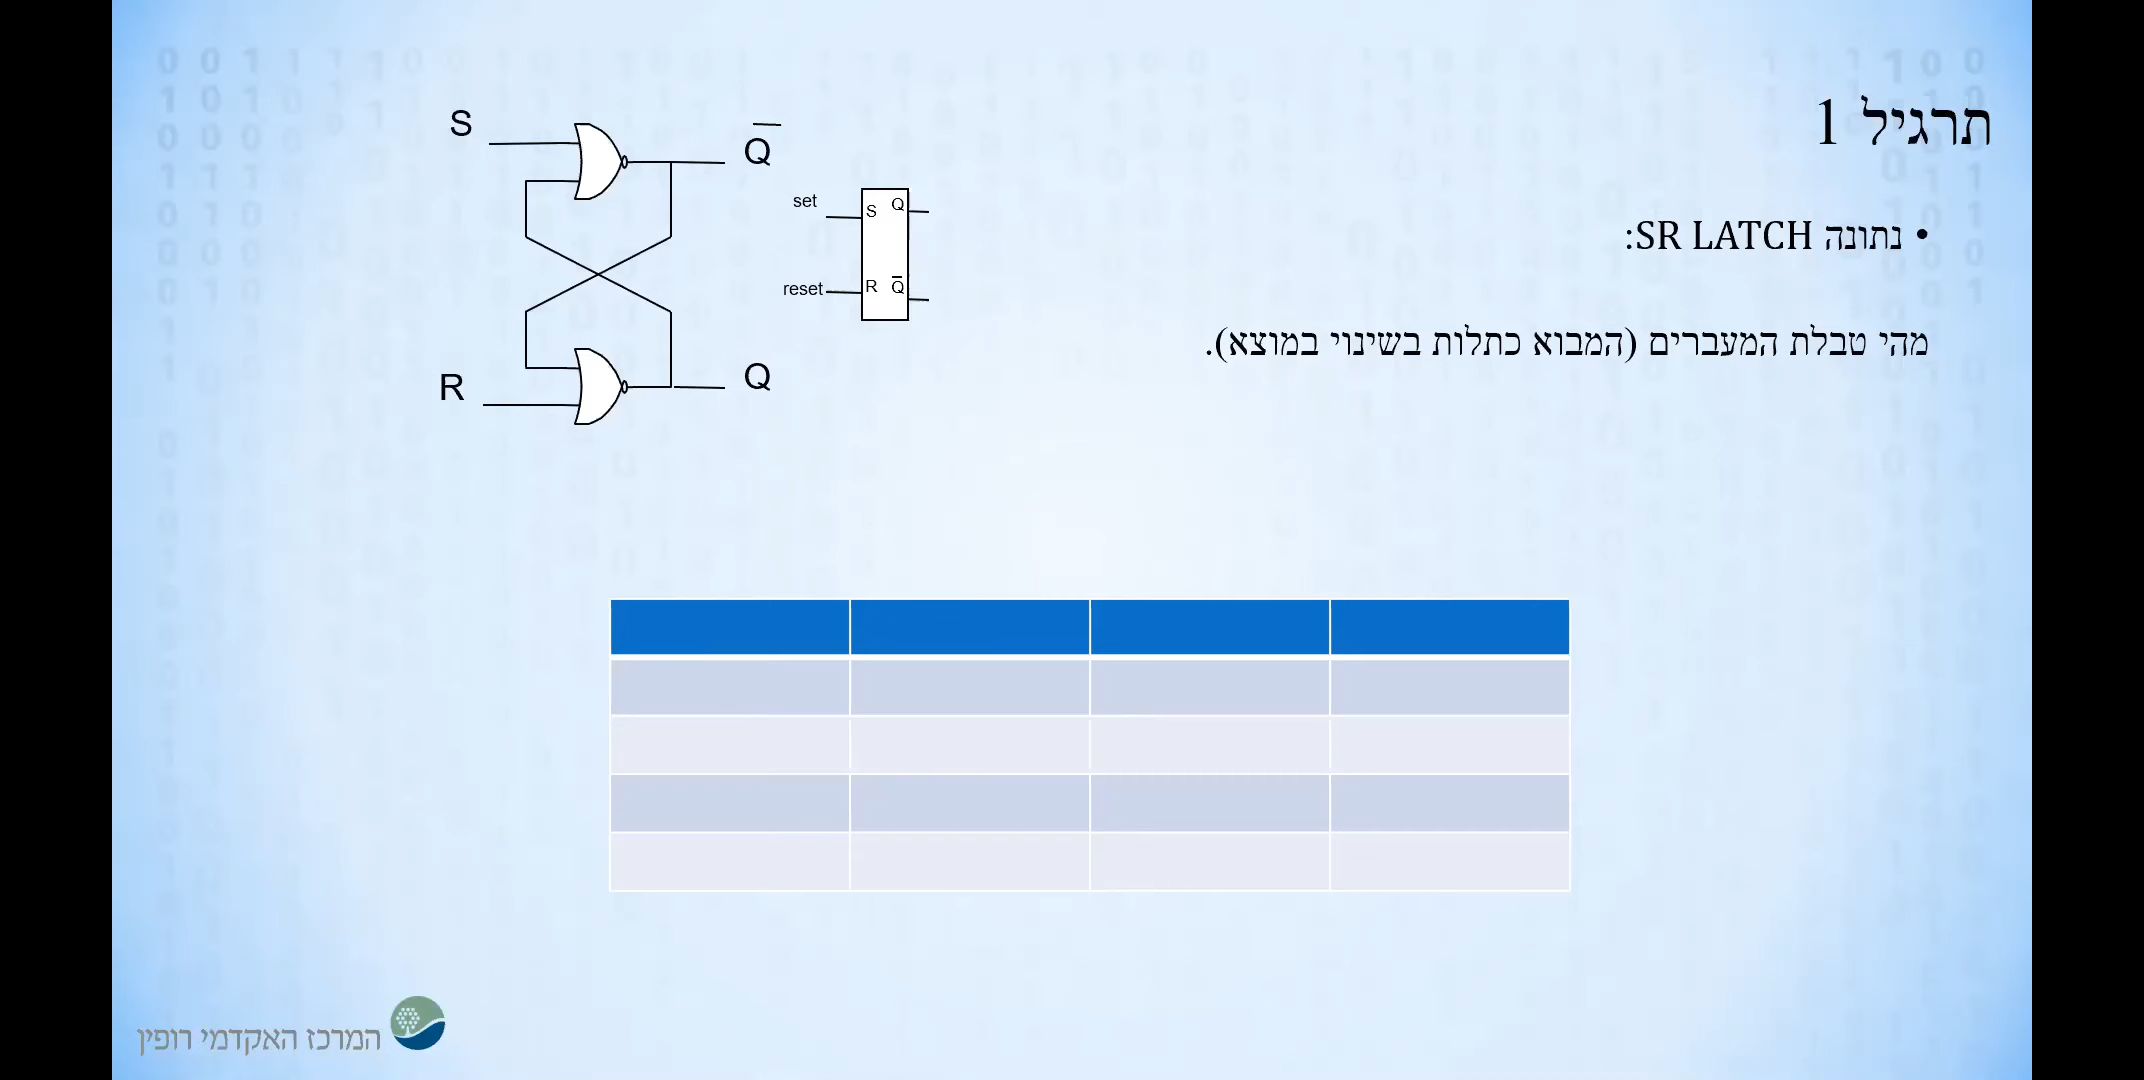 תרגיל 1
• נתונה SR LATCH:
מהי טבלת המעברים (המבוא כתלות בשינוי במוצא).
S
Q
R
Q
set
reset
S Q
R Q
המרכז האקדמי רופין